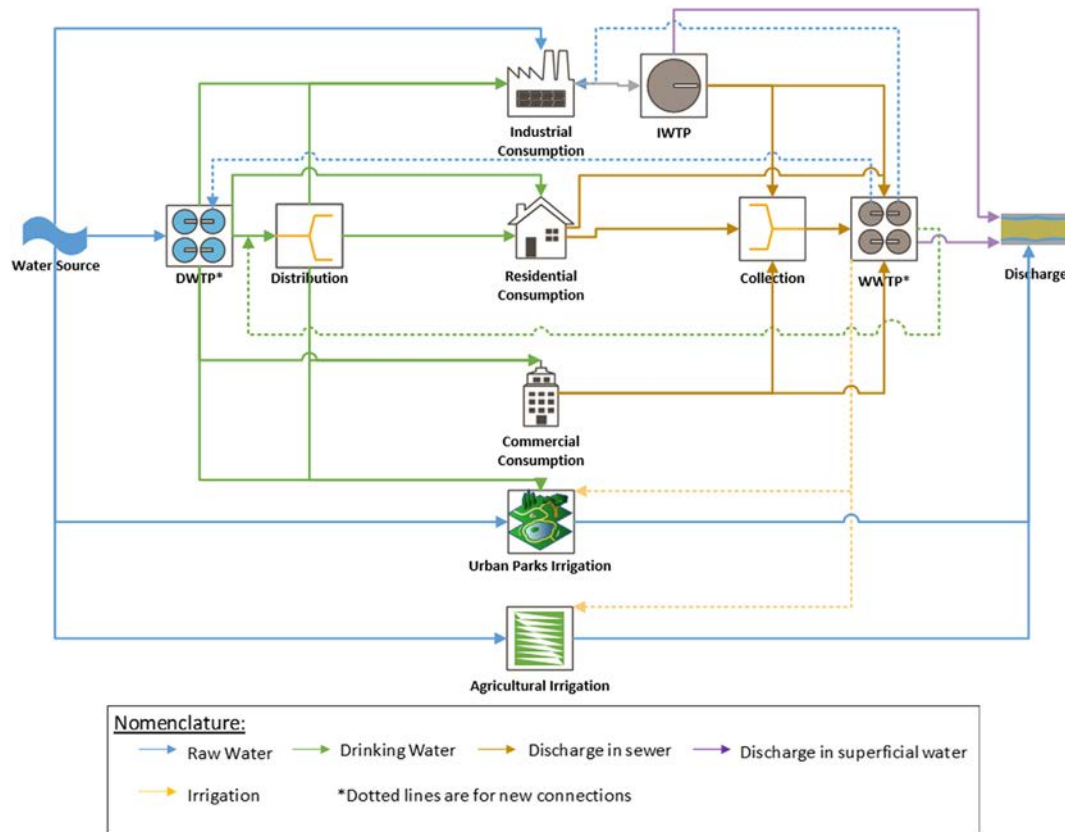 Industrial
Consumption
IWTP
Water Source
DWTP*
Distribution
Residential
Consumption
Collection
WWTP*
Discharge
Commercial
Consumption
Urban Parks Irrigation
Agricultural Irrigation
Nomenclature:
Raw Water
Drinking Water
Discharge in sewer
Discharge in superficial water
Irrigation
*Dotted lines are for new connections